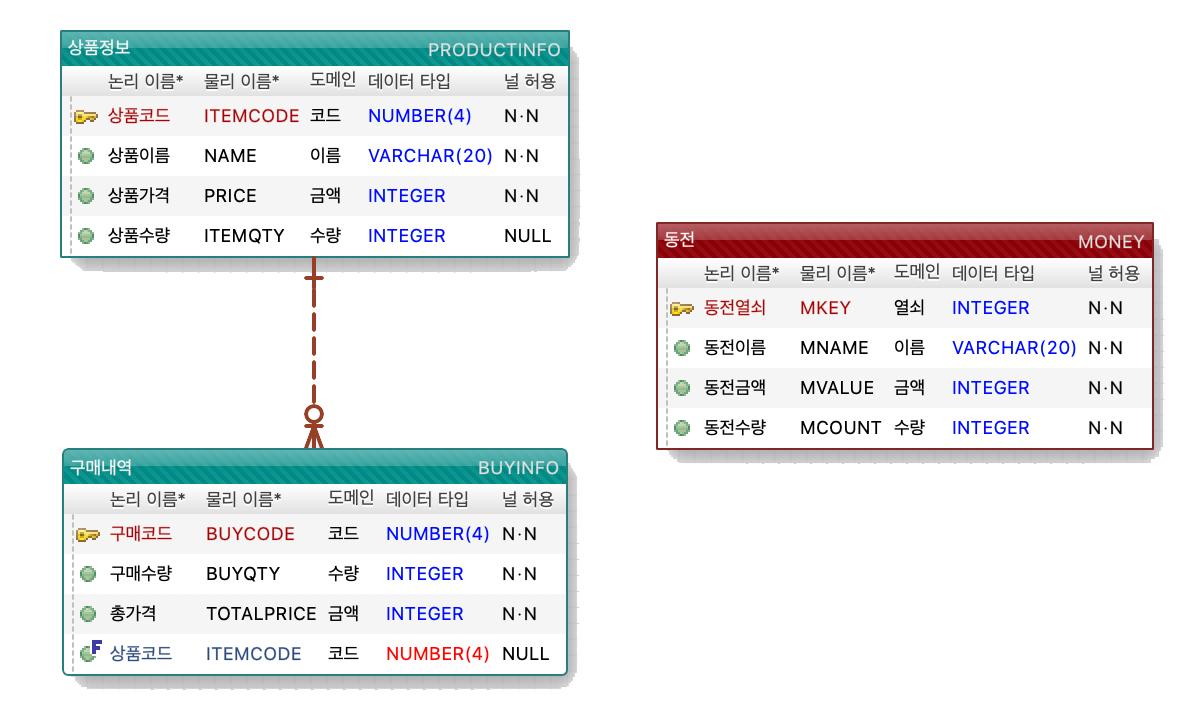 상품정보 PRODUCTINFO
논리 이름* 물리 이름* 도메인 데이터 타입 널 허용
상품코드 ITEMCODE 코드 NUMBER(4) N·N
상품이름 NAME 이름 VARCHAR(20) N·N
상품가격 PRICE 금액 INTEGER N·N
상품수량 ITEMQTY 수량 INTEGER NULL
동전 MONEY
논리 이름* 물리 이름* 도메인 데이터 타입 널 허용
동전열쇠 MKEY 열쇠 INTEGER N·N
동전이름 MNAME 이름 VARCHAR(20) N·N
동전금액 MVALUE 금액 INTEGER N·N
동전수량 MCOUNT 수량 INTEGER N·N
구매내역 BUYINFO
논리 이름* 물리 이름* 도메인 데이터 타입 널 허용
구매코드 BUYCODE 코드 NUMBER(4) N·N
구매수량 BUYQTY 수량 INTEGER N·N
총가격 TOTALPRICE 금액 INTEGER N·N
F 상품코드 ITEMCODE 코드 NUMBER(4) NULL